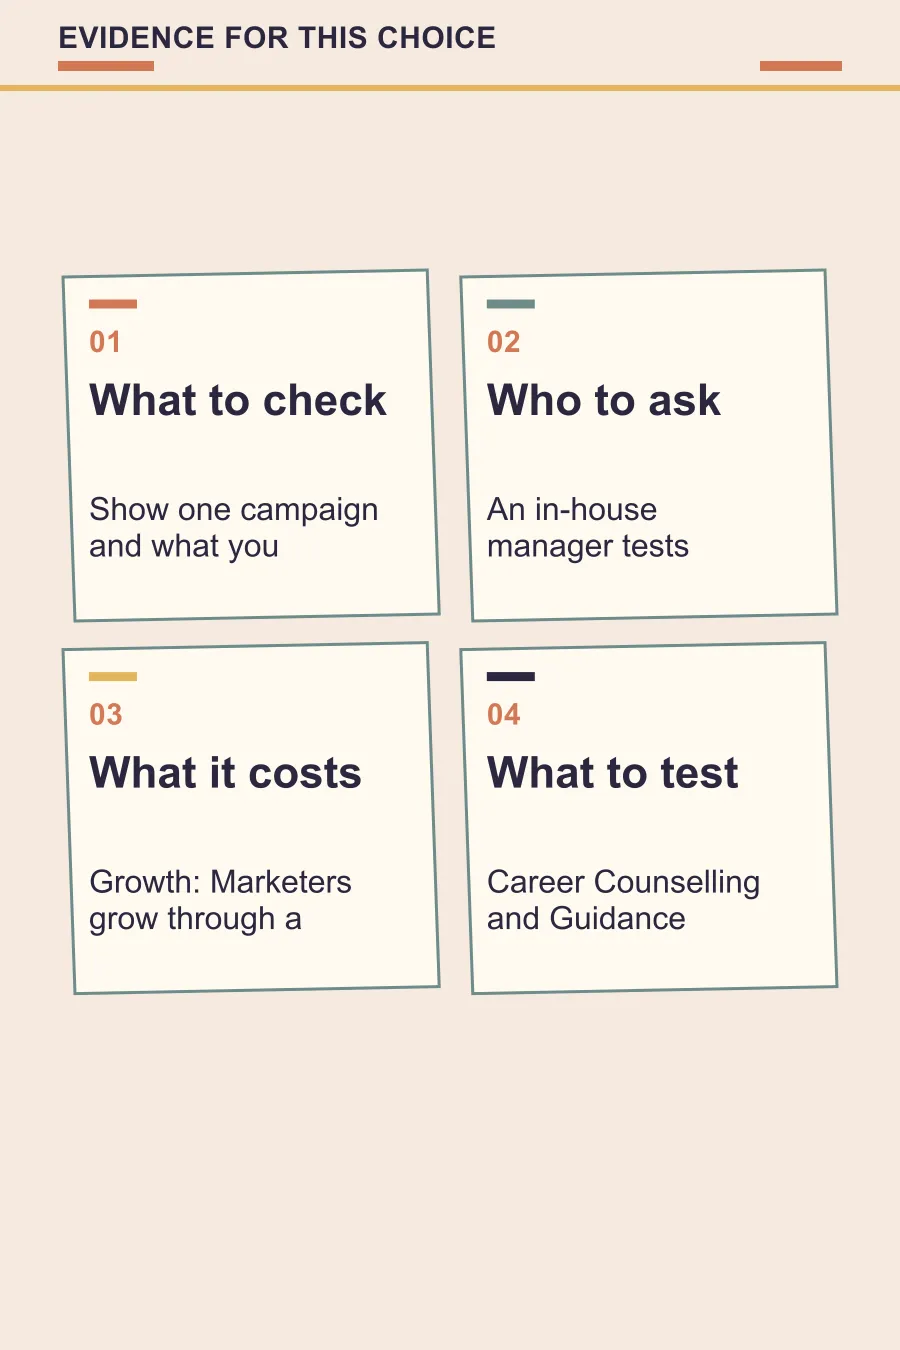 EVIDENCE FOR THIS CHOICE
01
What to check
Show one campaign
and what you
02
Who to ask
An in-house
manager tests
03
What it costs
Growth: Marketers
grow through a
04
What to test
Career Counselling
and Guidance